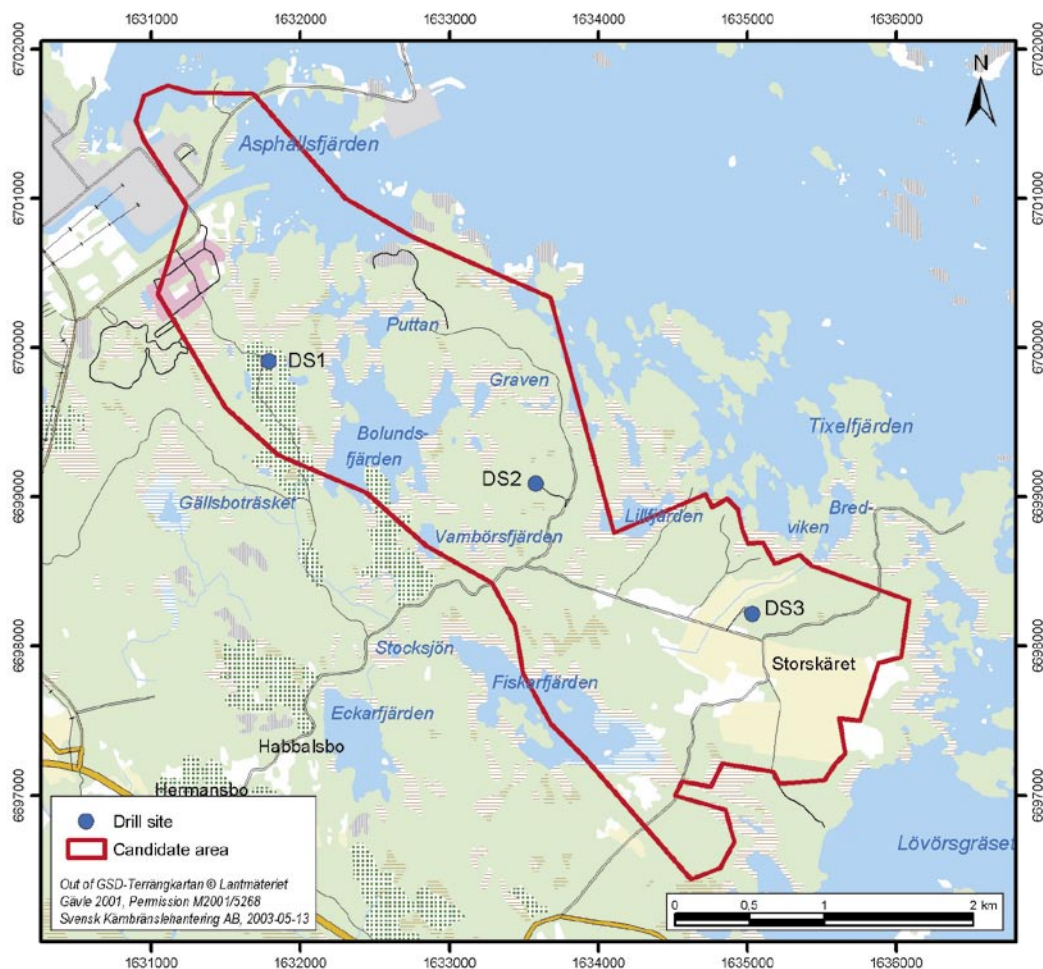 1631000 1632000 1633000 1634000 1635000 1636000
6702000
6702000
N
Asphällsfjärden
6701000
6701000
Puttan
6700000
6700000
DS1
Graven
Tixelfjärden
Bolunds-
fjärden
DS2
6699000
6699000
Gällsboträsket
Lillfjärden
Bred-
viken
Vambörsfjärden
DS3
6698000
6698000
Stocksjön
Storskäret
Fiskarfjärden
Eckarfjärden
Habbalsbo
6697000
6697000
Hermansbo
Lövörsgräset
Drill site
Candidate area
Out of GSD-Terrängkartan © Lantmäteriet
Gävle 2001, Permission M2001/5268
Svensk Kärnbränslehantering AB, 2003-05-13
0 0,5 1 2 km
1631000 1632000 1633000 1634000 1635000 1636000